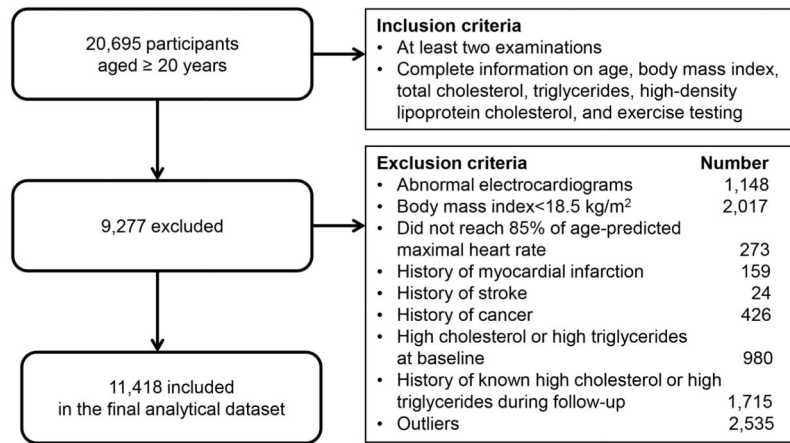 20,695 participants
aged ≥ 20 years
Inclusion criteria
• At least two examinations
• Complete information on age, body mass index,
total cholesterol, triglycerides, high-density
lipoprotein cholesterol, and exercise testing
9,277 excluded
Exclusion criteria Number
• Abnormal electrocardiograms 1,148
• Body mass index<18.5 kg/m² 2,017
• Did not reach 85% of age-predicted
maximal heart rate 273
• History of myocardial infarction 159
• History of stroke 24
• History of cancer 426
• High cholesterol or high triglycerides
at baseline 980
• History of known high cholesterol or high
triglycerides during follow-up 1,715
• Outliers 2,535
11,418 included
in the final analytical dataset